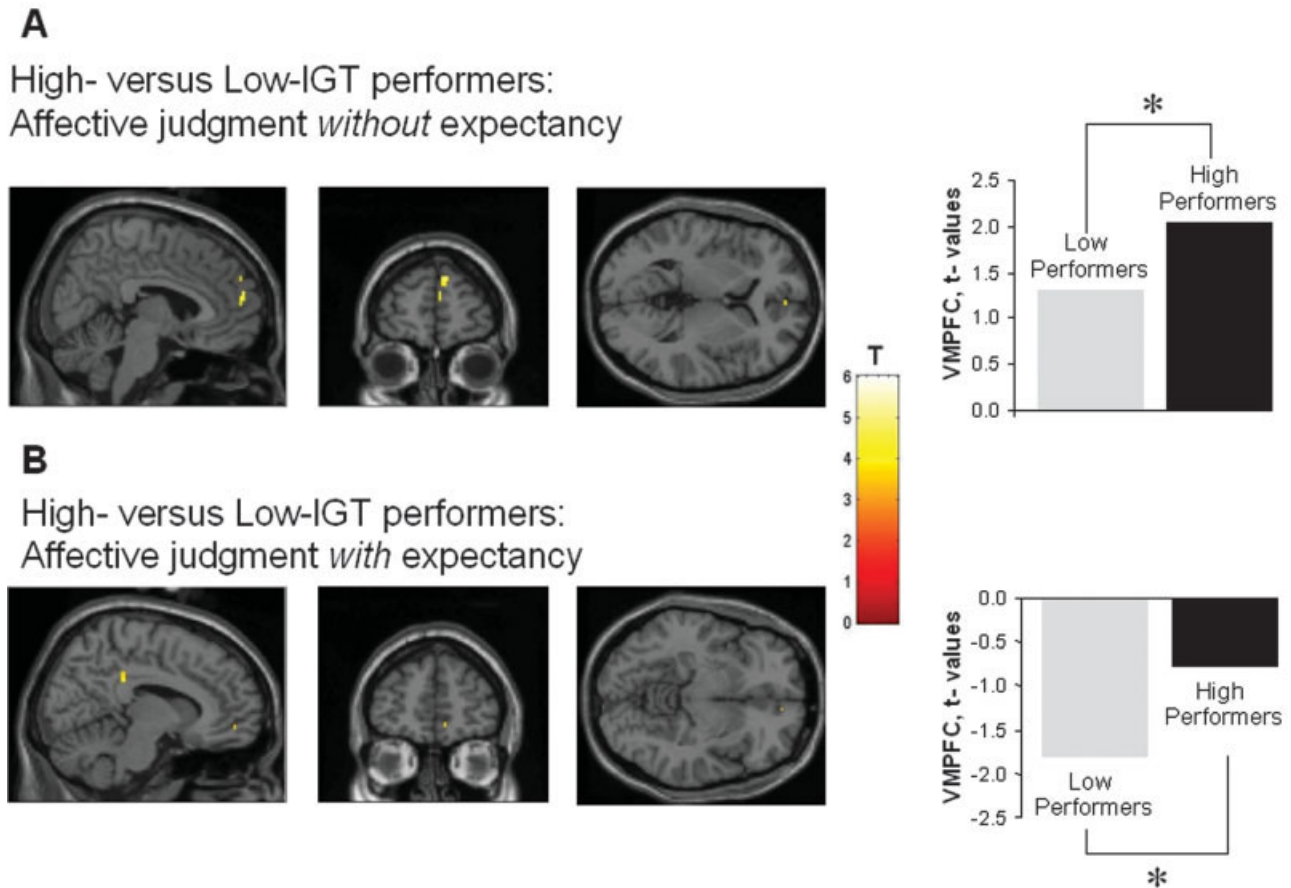 A
High- versus Low-IGT performers:
Affective judgment without expectancy
*
VMPFC, t- values
2.5
2.0
1.5
1.0
0.5
0.0
High
Performers
Low
Performers
T
6
5
4
3
2
1
0
B
High- versus Low-IGT performers:
Affective judgment with expectancy
VMPFC, t- values
0.0
-0.5
-1.0
-1.5
-2.0
-2.5
High
Performers
Low
Performers
*